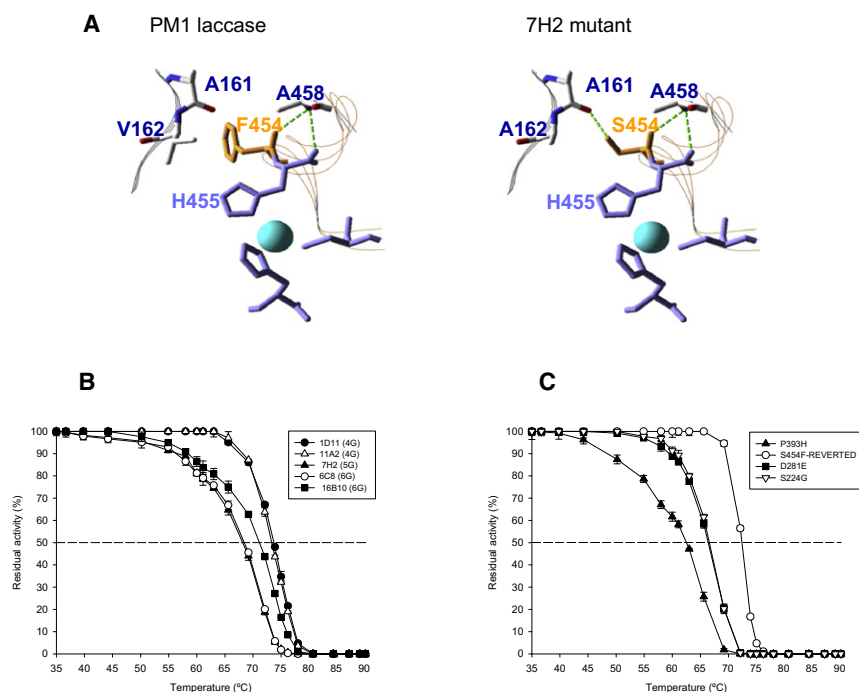 A PM1 laccase 7H2 mutant
A161
A458
V162
F454
H455
A161
A458
A162
S454
H455
B
100
90
80
70
60
50
40
30
20
10
0
Residual activity (%)
1D11 (4G)
11A2 (4G)
7H2 (5G)
6C8 (6G)
16B10 (6G)
35 40 45 50 55 60 65 70 75 80 85 90
Temperature (ºC)
C
100
90
80
70
60
50
40
30
20
10
0
Residual activity (%)
P393H
S454F-REVERTED
D281E
S224G
35 40 45 50 55 60 65 70 75 80 85 90
Temperature (ºC)